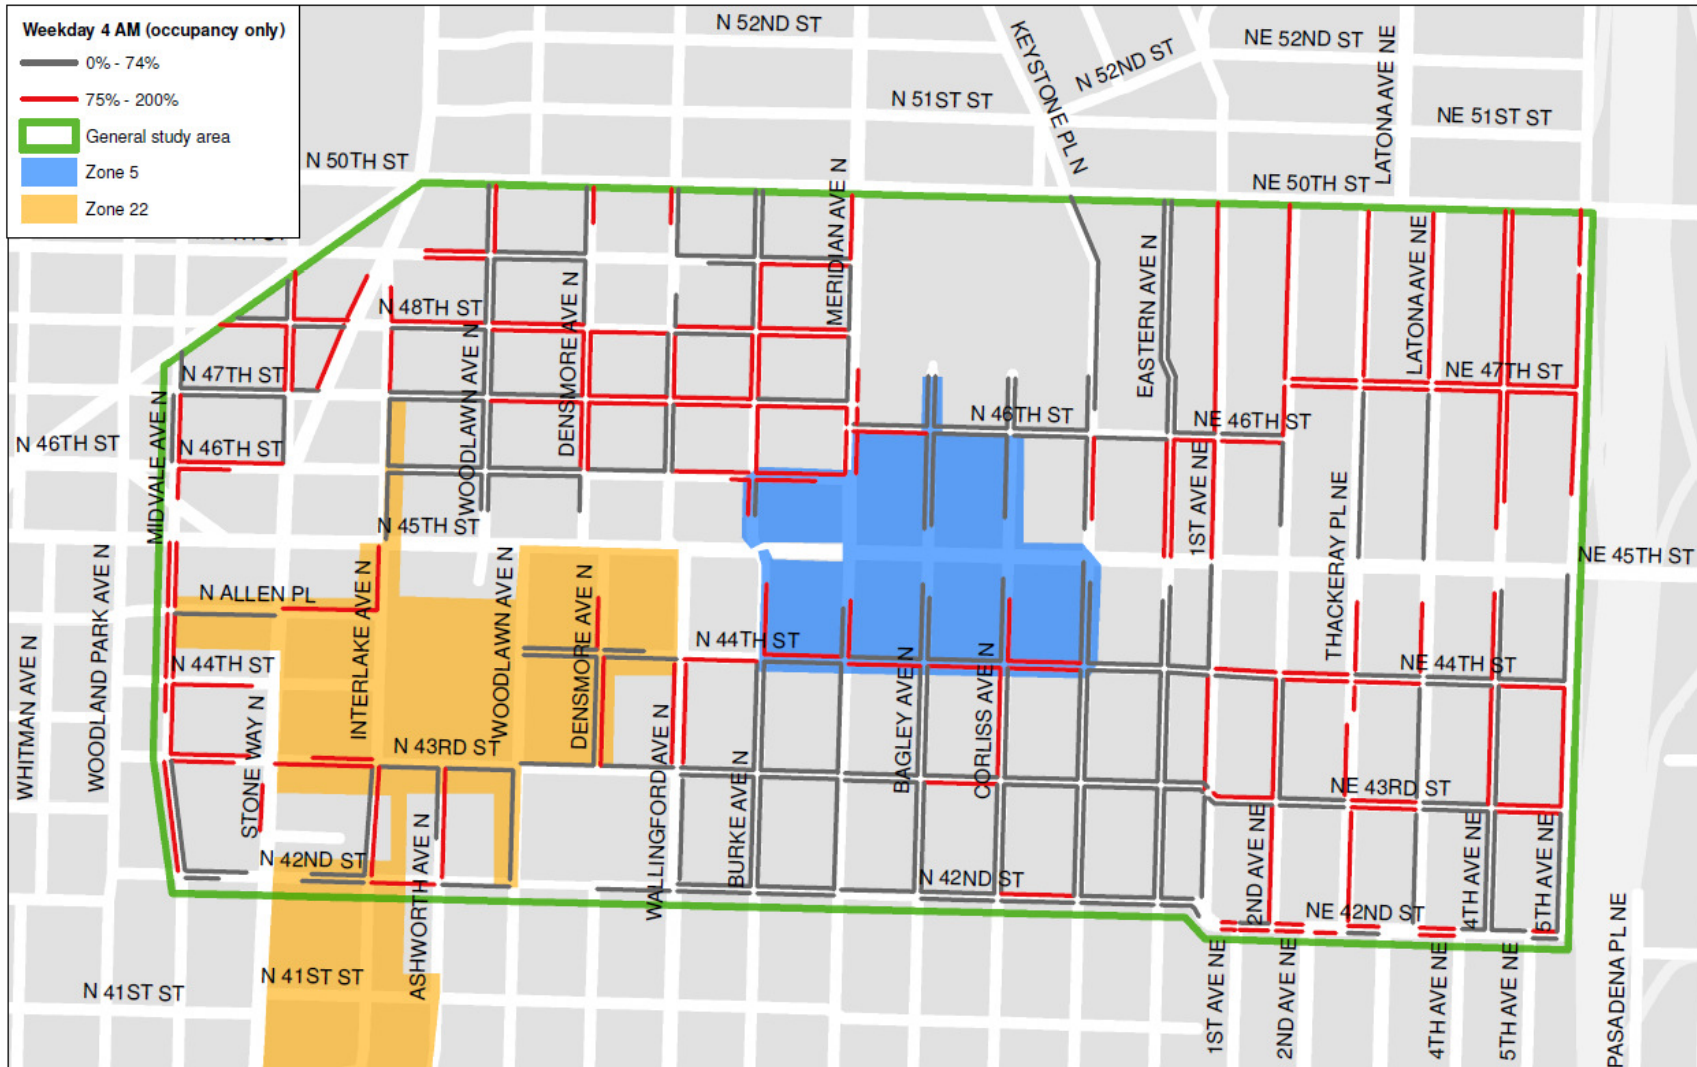 Weekday 4 AM (occupancy only)
0% - 74%
75% - 200%
General study area
Zone 5
Zone 22
N 52ND ST
KEYSTONE PL N
N 52ND ST
NE 52ND ST
LATONA AVE NE
N 51ST ST
NE 51ST ST
N 50TH ST
NE 50TH ST
MERIDIAN AVE N
EASTERN AVE N
LATONA AVE NE
N 48TH ST
DENSMORE AVE N
WOODLAWN AVE N
N 47TH ST
NE 47TH ST
MIDVALE AVE N
N 46TH ST
N 46TH ST
N 46TH ST
NE 46TH ST
1ST AVE NE
THACKERAY PL NE
N 45TH ST
NE 45TH ST
WHITMAN AVE N
WOODLAND PARK AVE N
N ALLEN PL
INTERLAKE AVE N
WOODLAWN AVE N
DENSMORE AVE N
N 44TH ST
N 44TH ST
NE 44TH ST
STONE WAY N
N 43RD ST
WALLINGFORD AVE N
BURKE AVE N
BAGLEY AVE N
CORLISS AVE N
NE 43RD ST
2ND AVE NE
4TH AVE NE
5TH AVE NE
N 42ND ST
ASHWORTH AVE N
N 42ND ST
NE 42ND ST
N 41ST ST
N 41ST ST
1ST AVE NE
2ND AVE NE
4TH AVE NE
5TH AVE NE
PASADENA PL NE